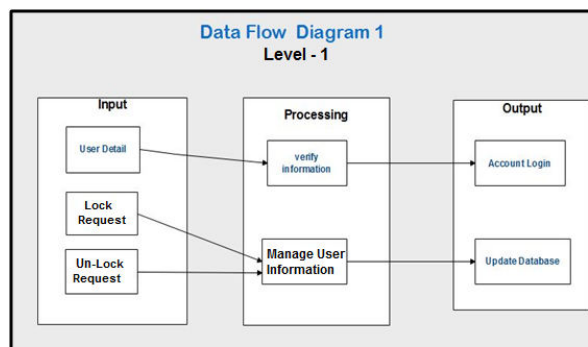 Data Flow Diagram 1
Level - 1
Input
Processing
Output
User Detail
verify
information
Account Login
Lock
Request
Un-Lock
Request
Manage User
Information
Update Database